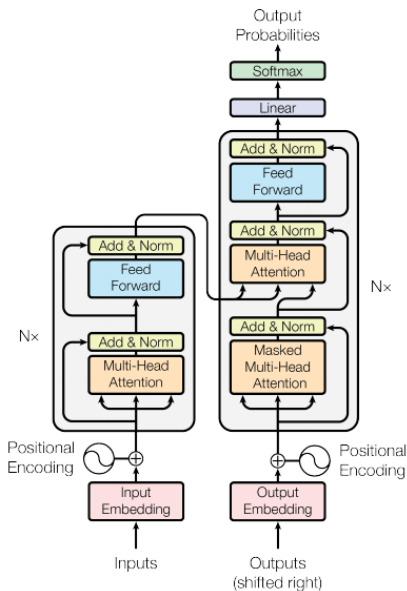 Output
Probabilities
Softmax
Linear
Add & Norm
Feed
Forward
Add & Norm
Multi-Head
Attention
Add & Norm
Masked
Multi-Head
Attention
Nx
Positional
Encoding
Output
Embedding
Outputs
(shifted right)
Add & Norm
Feed
Forward
Add & Norm
Multi-Head
Attention
Nx
Positional
Encoding
Input
Embedding
Inputs